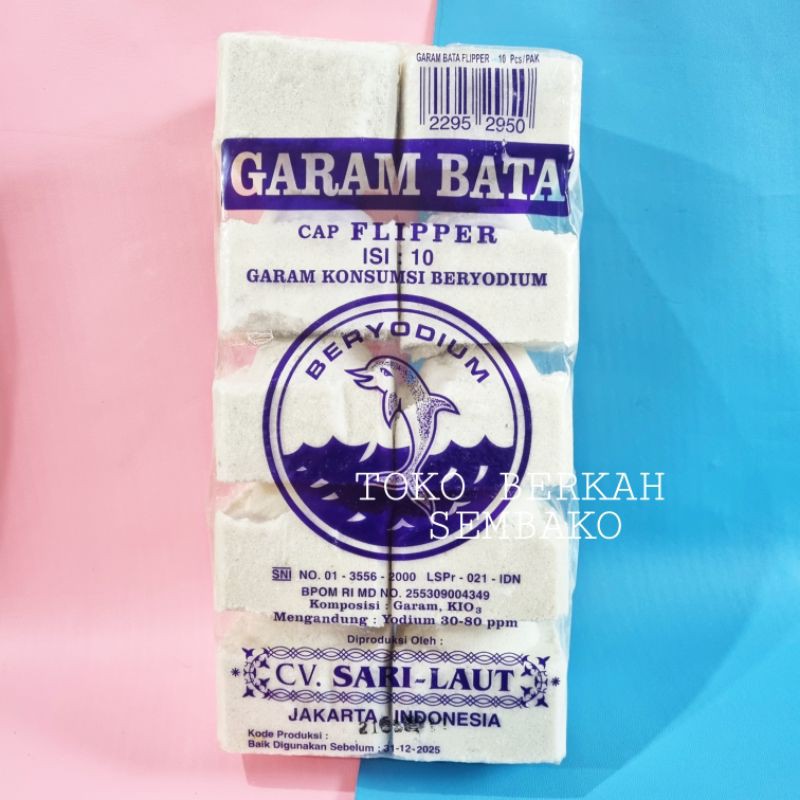 GARAM BATA FLIPPER - 10 Pcs/PAK
2295 2950
GARAM BATA
CAP FLIPPER
ISI : 10
GARAM KONSUMSI BERYODIUM
BERYODIUM
TOKO BERKAH
SEMBAKO
SNI NO. 01 - 3556 - 2000 LSPr - 021 - IDN
BPOM RI MD NO. 255309004349
Komposisi : Garam, KIO₃
Mengandung : Yodium 30-80 ppm
Diproduksi Oleh :
CV. SARI-LAUT
JAKARTA - INDONESIA
Kode Produksi :
Baik Digunakan Sebelum : 31-12-2025